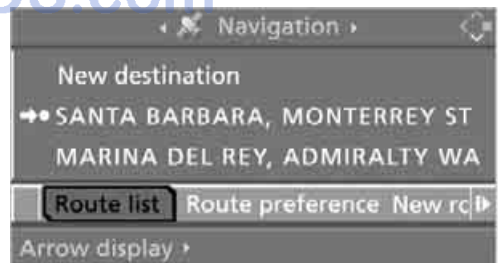 Navigation
New destination
SANTA BARBARA, MONTERREY ST
MARINA DEL REY, ADMIRALTY WA
Route list Route preference New rc
Arrow display